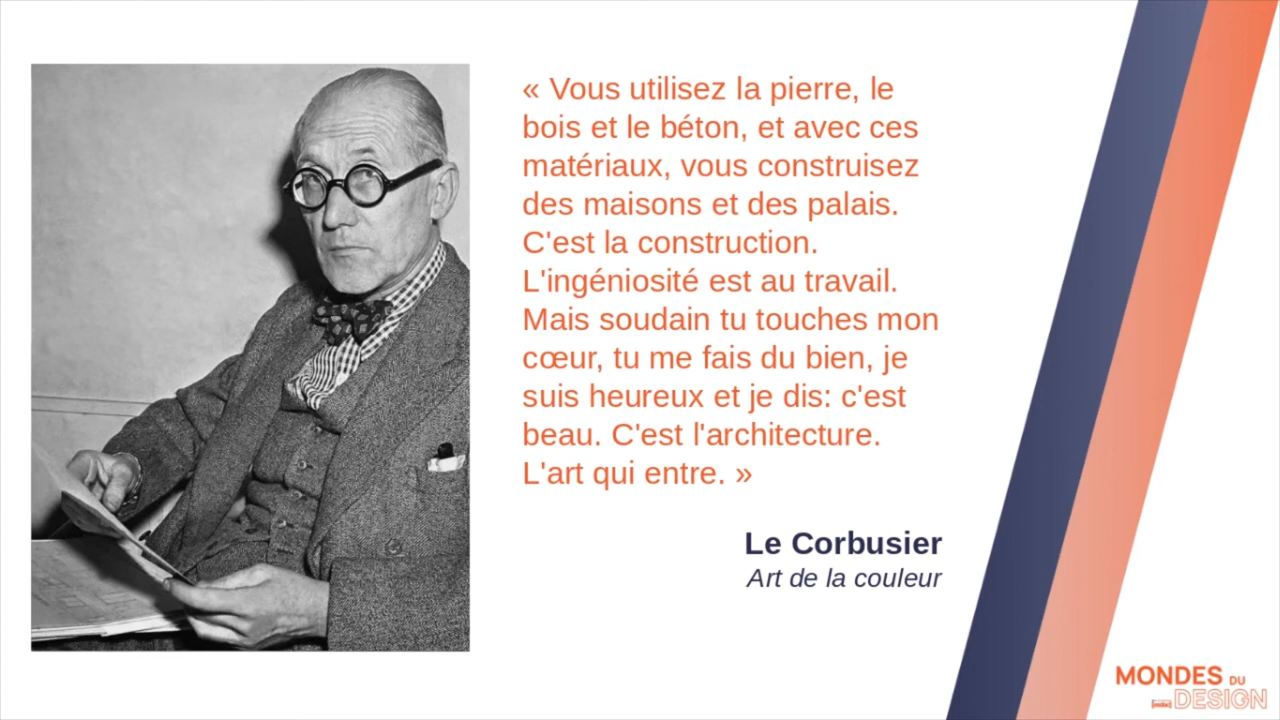 « Vous utilisez la pierre, le
bois et le béton, et avec ces
matériaux, vous construisez
des maisons et des palais.
C'est la construction.
L'ingéniosité est au travail.
Mais soudain tu touches mon
cœur, tu me fais du bien, je
suis heureux et je dis: c'est
beau. C'est l'architecture.
L'art qui entre. »
Le Corbusier
Art de la couleur
MONDES DU
DESIGN